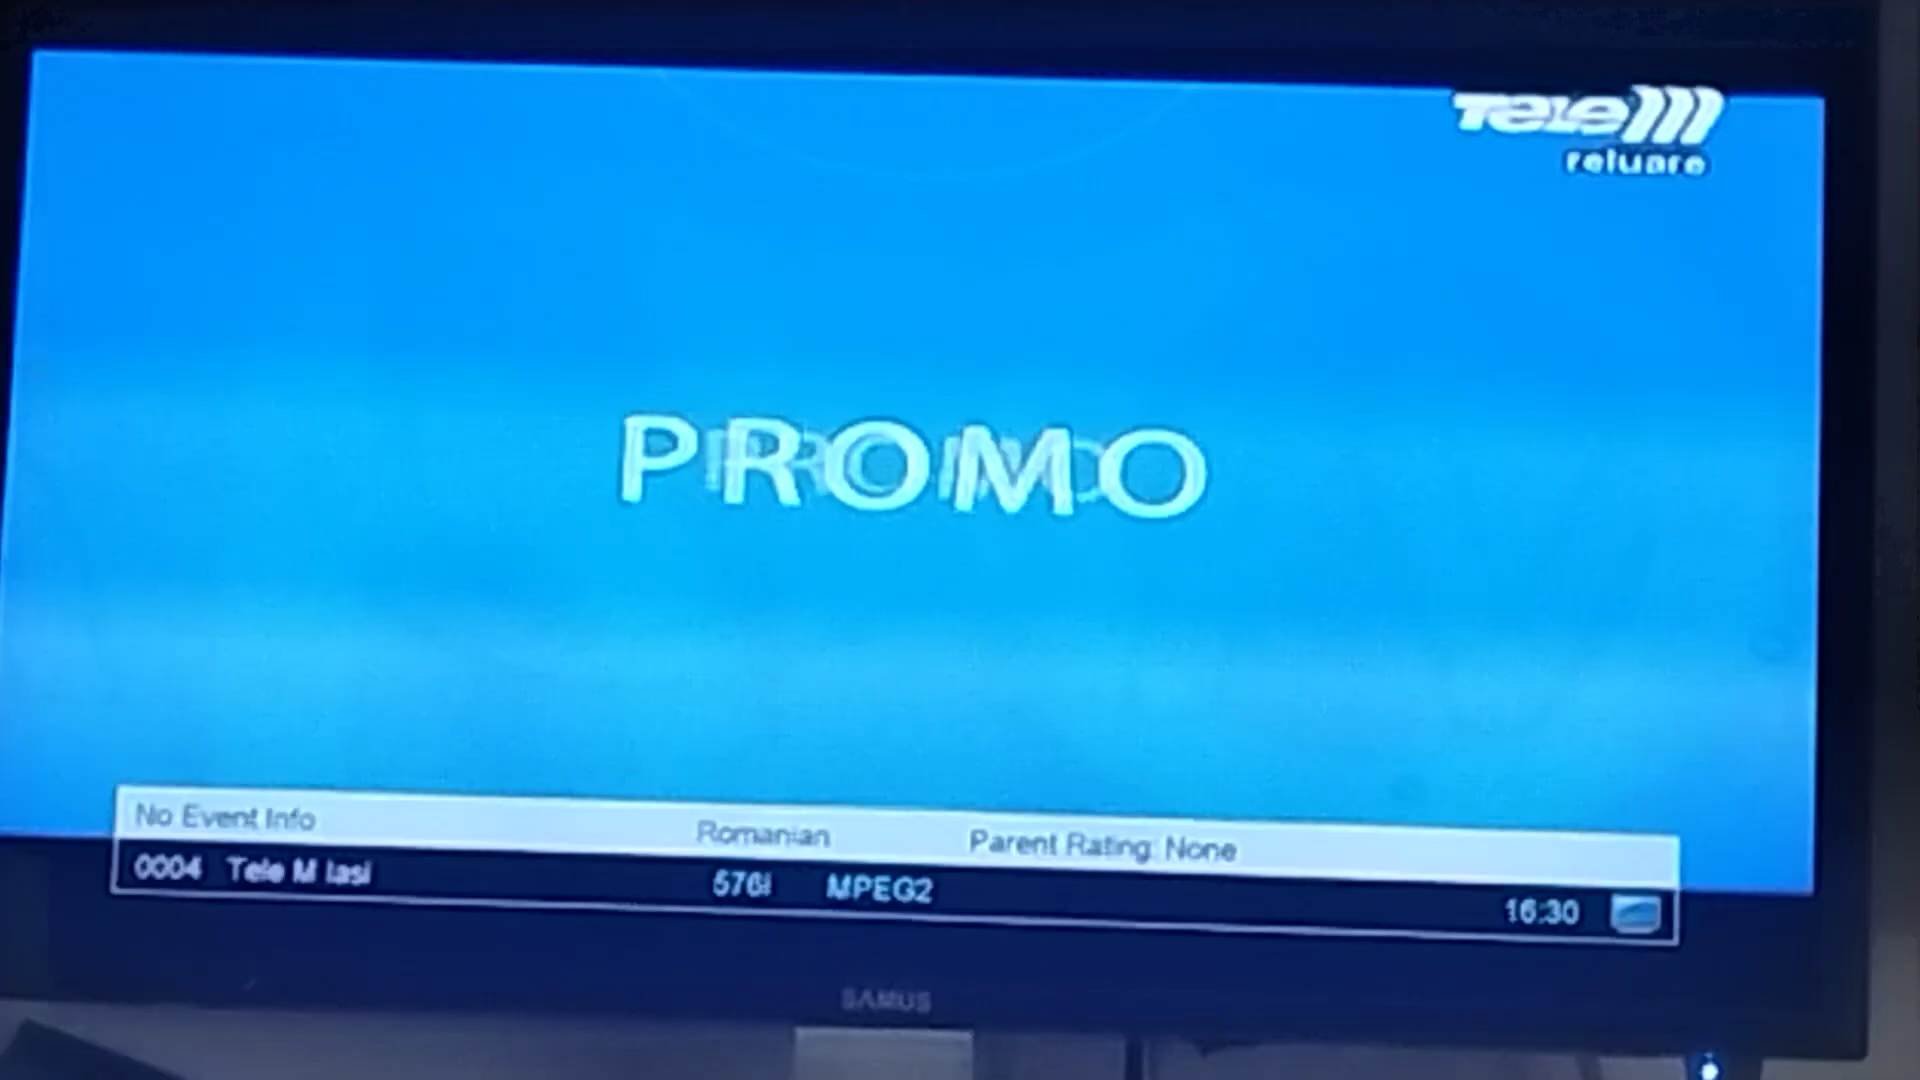 TeleM
reluare
PROMO
No Event Info Romanian Parent Rating: None
0004 Tele M Iasi 576i MPEG2 16:30
SAMUS